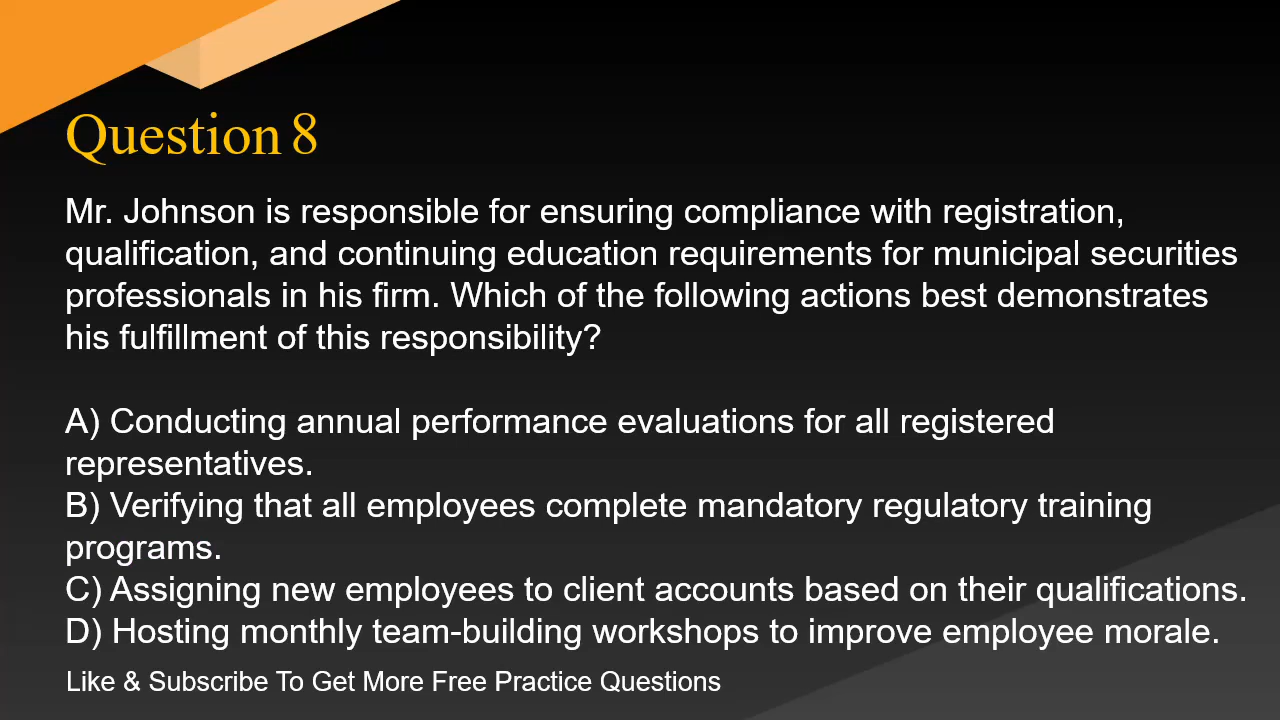 Question 8
Mr. Johnson is responsible for ensuring compliance with registration,
qualification, and continuing education requirements for municipal securities
professionals in his firm. Which of the following actions best demonstrates
his fulfillment of this responsibility?
A) Conducting annual performance evaluations for all registered
representatives.
B) Verifying that all employees complete mandatory regulatory training
programs.
C) Assigning new employees to client accounts based on their qualifications.
D) Hosting monthly team-building workshops to improve employee morale.
Like & Subscribe To Get More Free Practice Questions